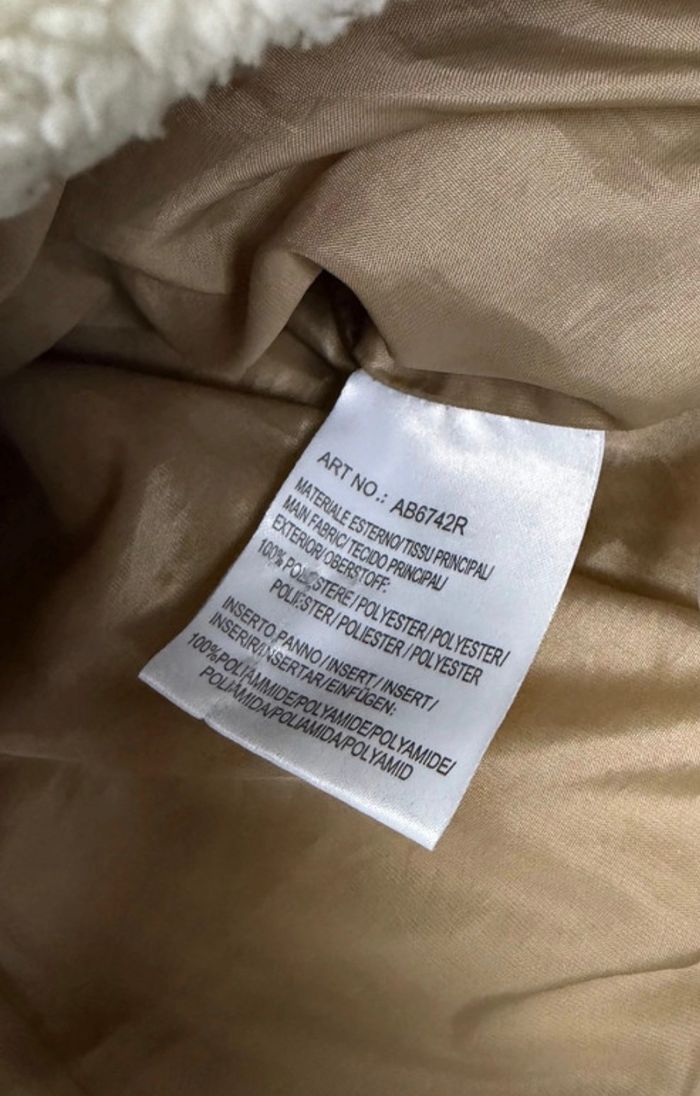 ART NO.: AB6742R
MATERIALE ESTERNO/TISSU PRINCIPAL/
MAIN FABRIC/TECIDO PRINCIPAL/
EXTERIOR/OBERSTOFF:
100% / POLYESTER/ POLYESTER/
POLIESTER/ POLIESTER / POLYESTER
INSERTO PANNO / INSERT / INSERT /
INSERIR/INSERTAR/EINFÜGEN:
100%POLIAMMIDE/POLYAMIDE/POLYAMIDE/
POLIAMIDA/POLIAMIDA/POLYAMID